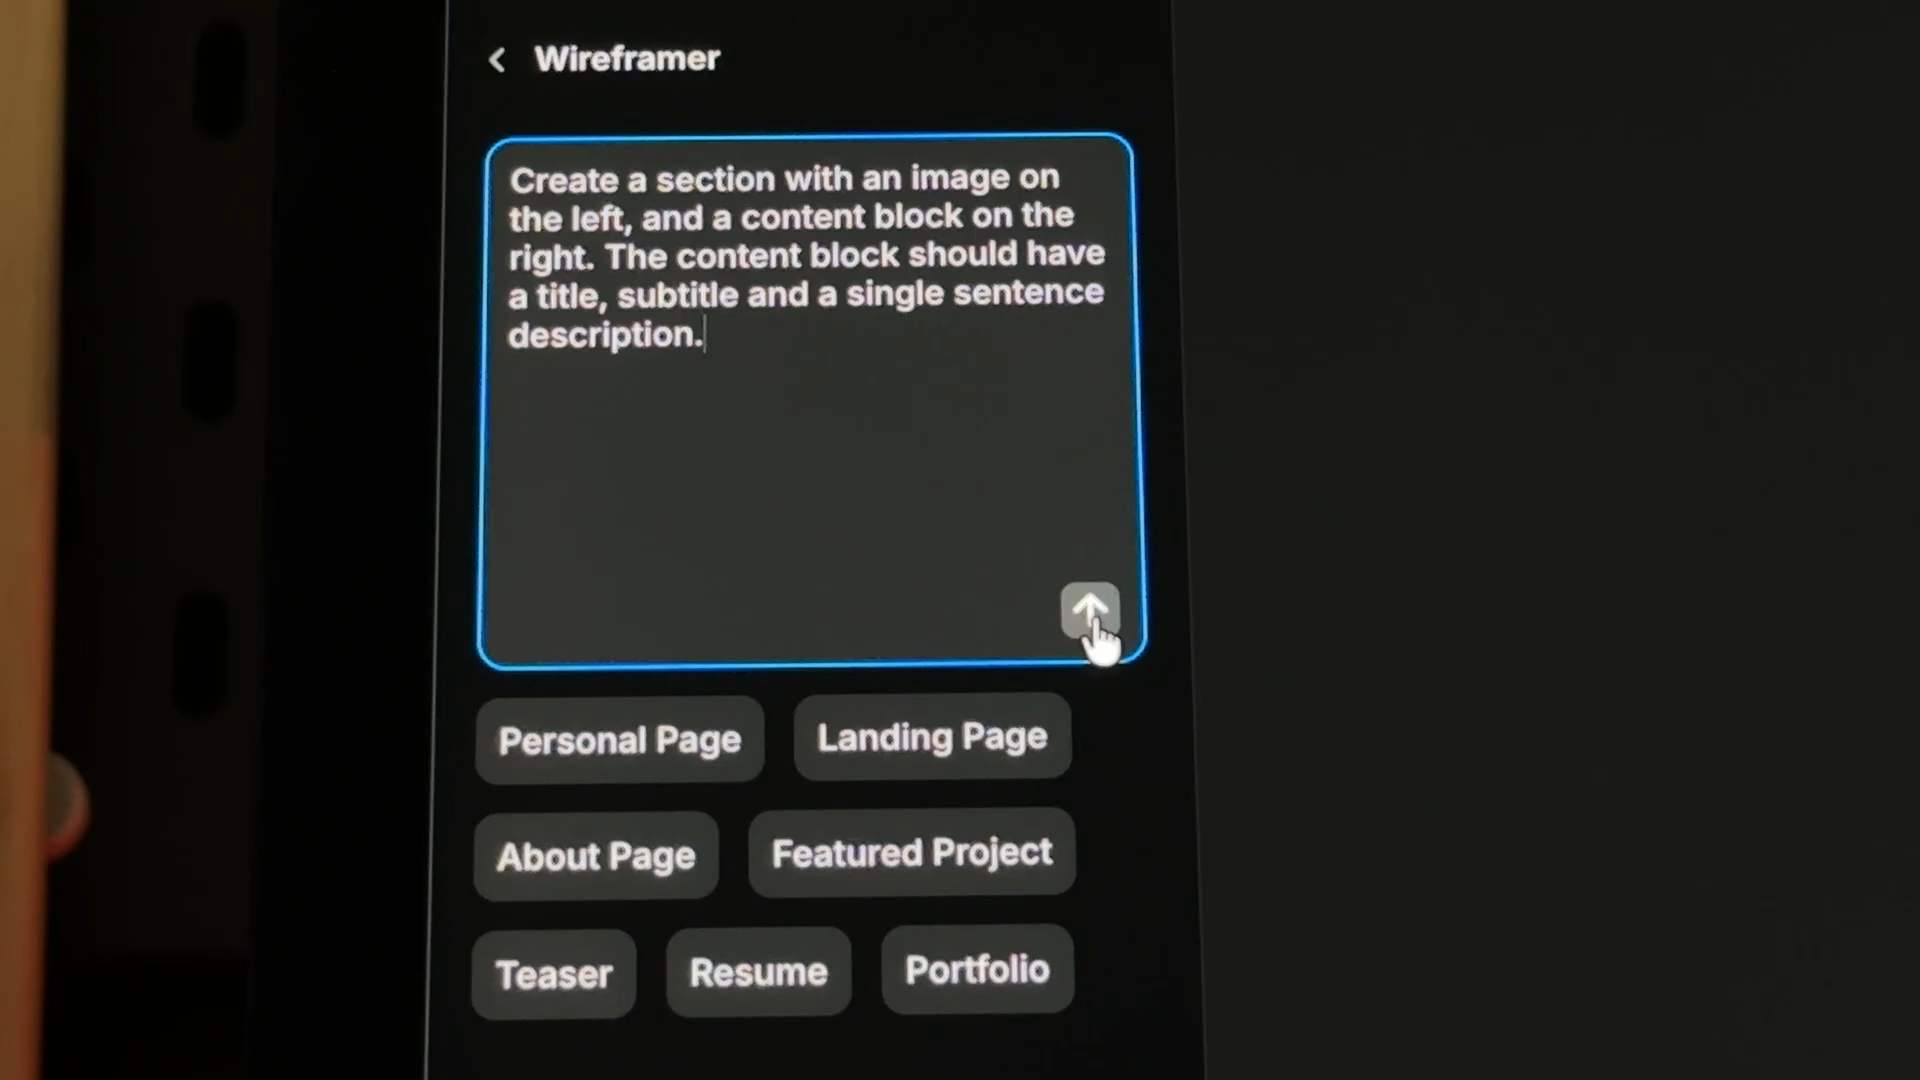 Wireframer
Create a section with an image on
the left, and a content block on the
right. The content block should have
a title, subtitle and a single sentence
description.
Personal Page
Landing Page
About Page
Featured Project
Teaser
Resume
Portfolio